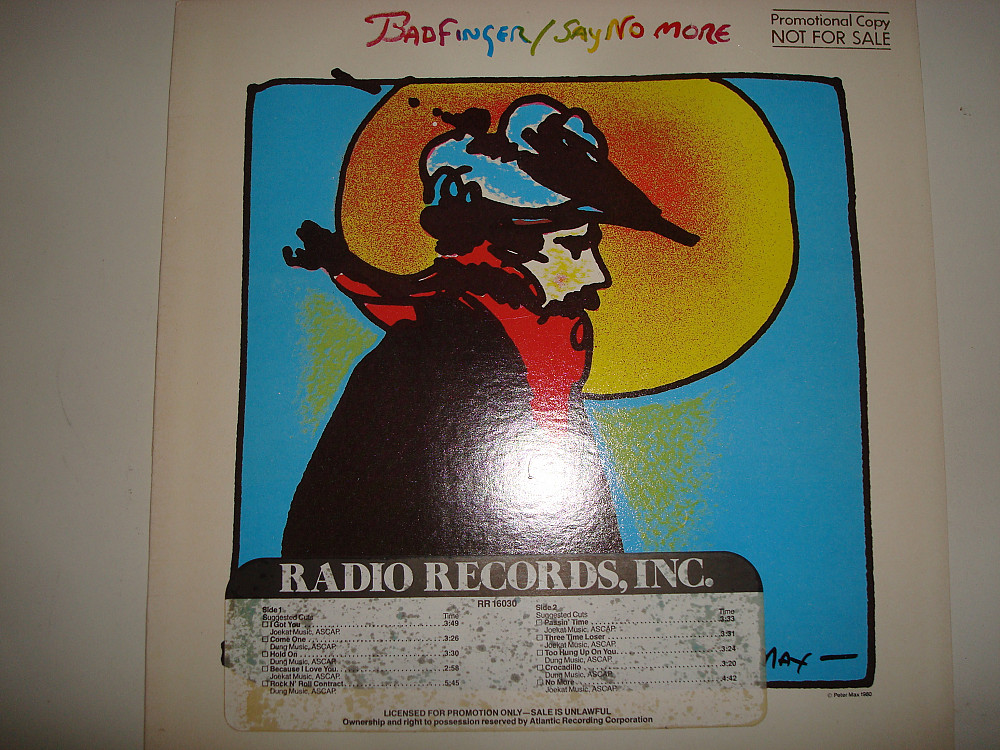 BADFINGER/SAY NO MORE
Promotional Copy
NOT FOR SALE
RADIO RECORDS, INC.
RR 16030
Side 1
Suggested Cuts Time
I Got You 3:49
Joekat Music, ASCAP.
Come One 3:26
Dung Music, ASCAP.
Hold On 3:30
Dung Music, ASCAP
Because I Love You 2:58
Joekat Music, ASCAP.
Rock N' Roll Contract 5:45
Dung Music, ASCAP.
Side 2
Suggested Cuts Time
Passin' Time 3:33
Joekat Music, ASCAP.
Three Time Loser 3:31
Joekat Music, ASCAP.
Too Hung Up On You 3:24
Dung Music, ASCAP.
Crocadillo 3:20
Dung Music, ASCAP.
No More 4:42
Joekat Music, ASCAP.
LICENSED FOR PROMOTION ONLY—SALE IS UNLAWFUL
Ownership and right to possession reserved by Atlantic Recording Corporation
MAX
© Peter Max 1980